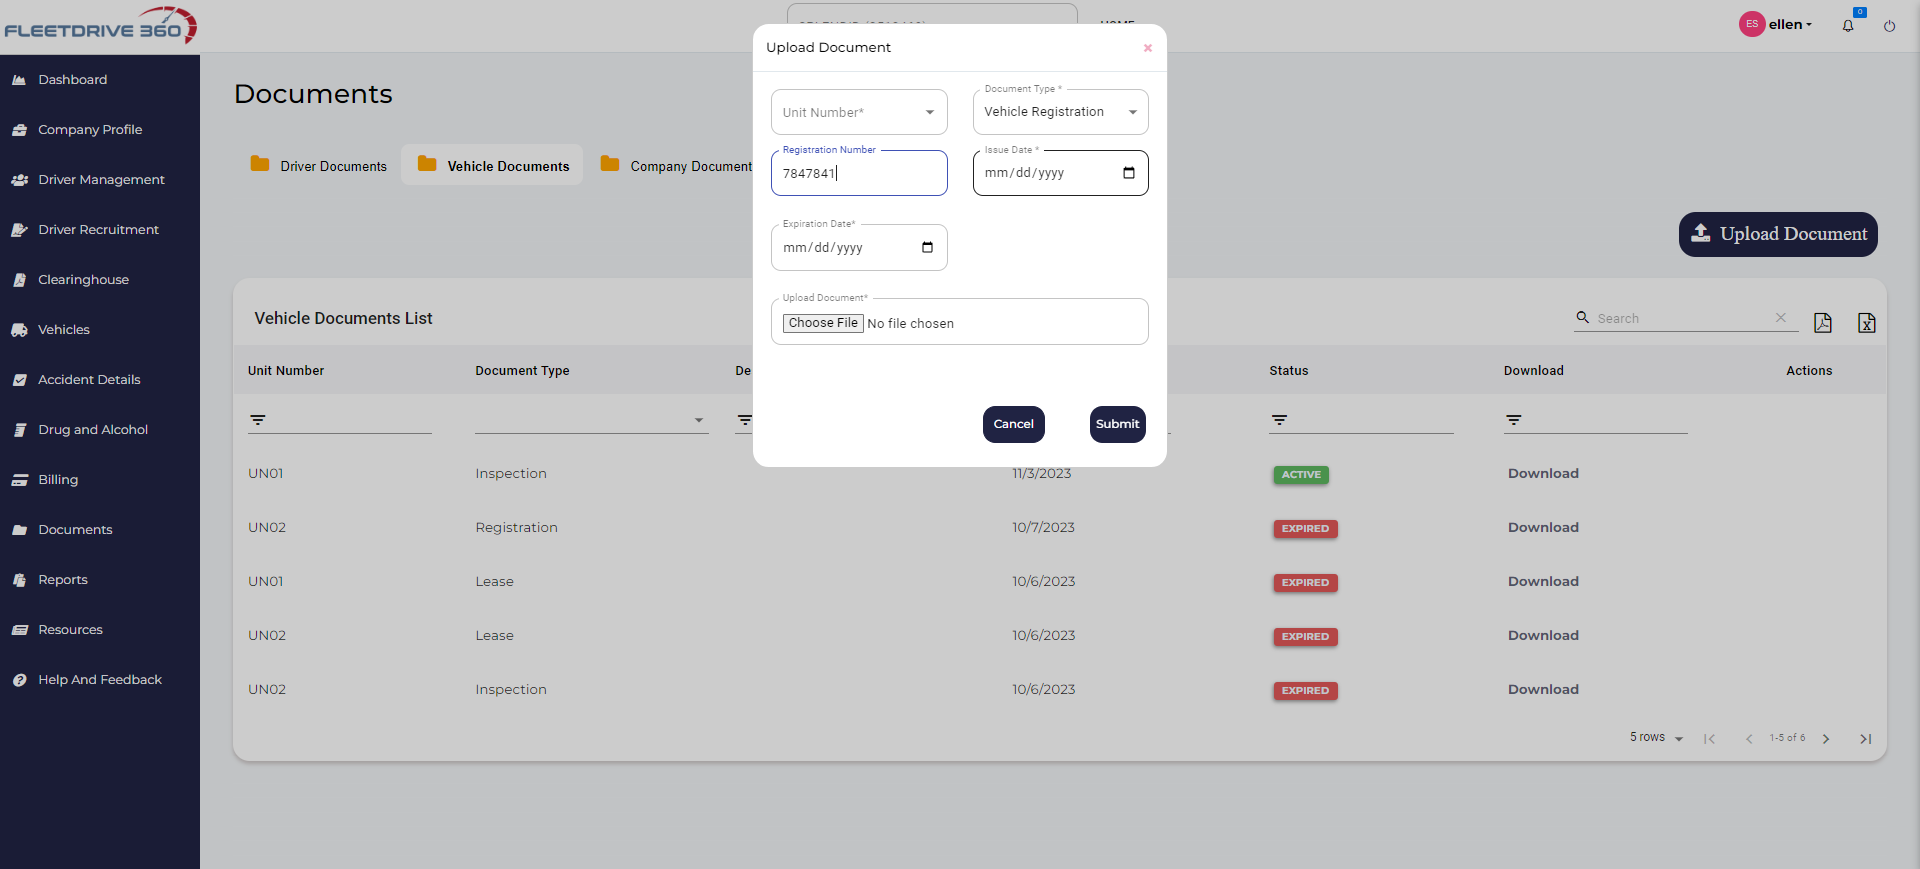 FLEETDRIVE 360
HOME
ES ellen
0
Dashboard
Company Profile
Driver Management
Driver Recruitment
Clearinghouse
Vehicles
Accident Details
Drug and Alcohol
Billing
Documents
Reports
Resources
Help And Feedback
Documents
Driver Documents
Vehicle Documents
Company Document
Upload Document
Upload Document
Unit Number*
Document Type *
Vehicle Registration
Registration Number
7847841
Issue Date *
mm/dd/yyyy
Expiration Date*
mm/dd/yyyy
Upload Document*
Choose File No file chosen
Cancel
Submit
Vehicle Documents List
Search
Unit Number Document Type De Status Download Actions
UN01 Inspection 11/3/2023 ACTIVE Download
UN02 Registration 10/7/2023 EXPIRED Download
UN01 Lease 10/6/2023 EXPIRED Download
UN02 Lease 10/6/2023 EXPIRED Download
UN02 Inspection 10/6/2023 EXPIRED Download
5 rows 1-5 of 6